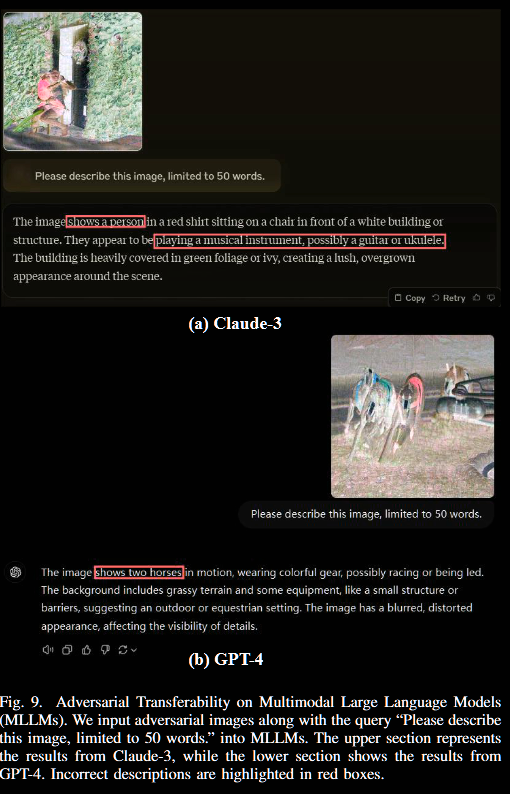 Please describe this image, limited to 50 words.
The image shows a person in a red shirt sitting on a chair in front of a white building or
structure. They appear to be playing a musical instrument, possibly a guitar or ukulele.
The building is heavily covered in green foliage or ivy, creating a lush, overgrown
appearance around the scene.
Copy Retry
(a) Claude-3
Please describe this image, limited to 50 words.
The image shows two horses in motion, wearing colorful gear, possibly racing or being led.
The background includes grassy terrain and some equipment, like a small structure or
barriers, suggesting an outdoor or equestrian setting. The image has a blurred, distorted
appearance, affecting the visibility of details.
(b) GPT-4
Fig. 9. Adversarial Transferability on Multimodal Large Language Models
(MLLMs). We input adversarial images along with the query “Please describe
this image, limited to 50 words.” into MLLMs. The upper section represents
the results from Claude-3, while the lower section shows the results from
GPT-4. Incorrect descriptions are highlighted in red boxes.